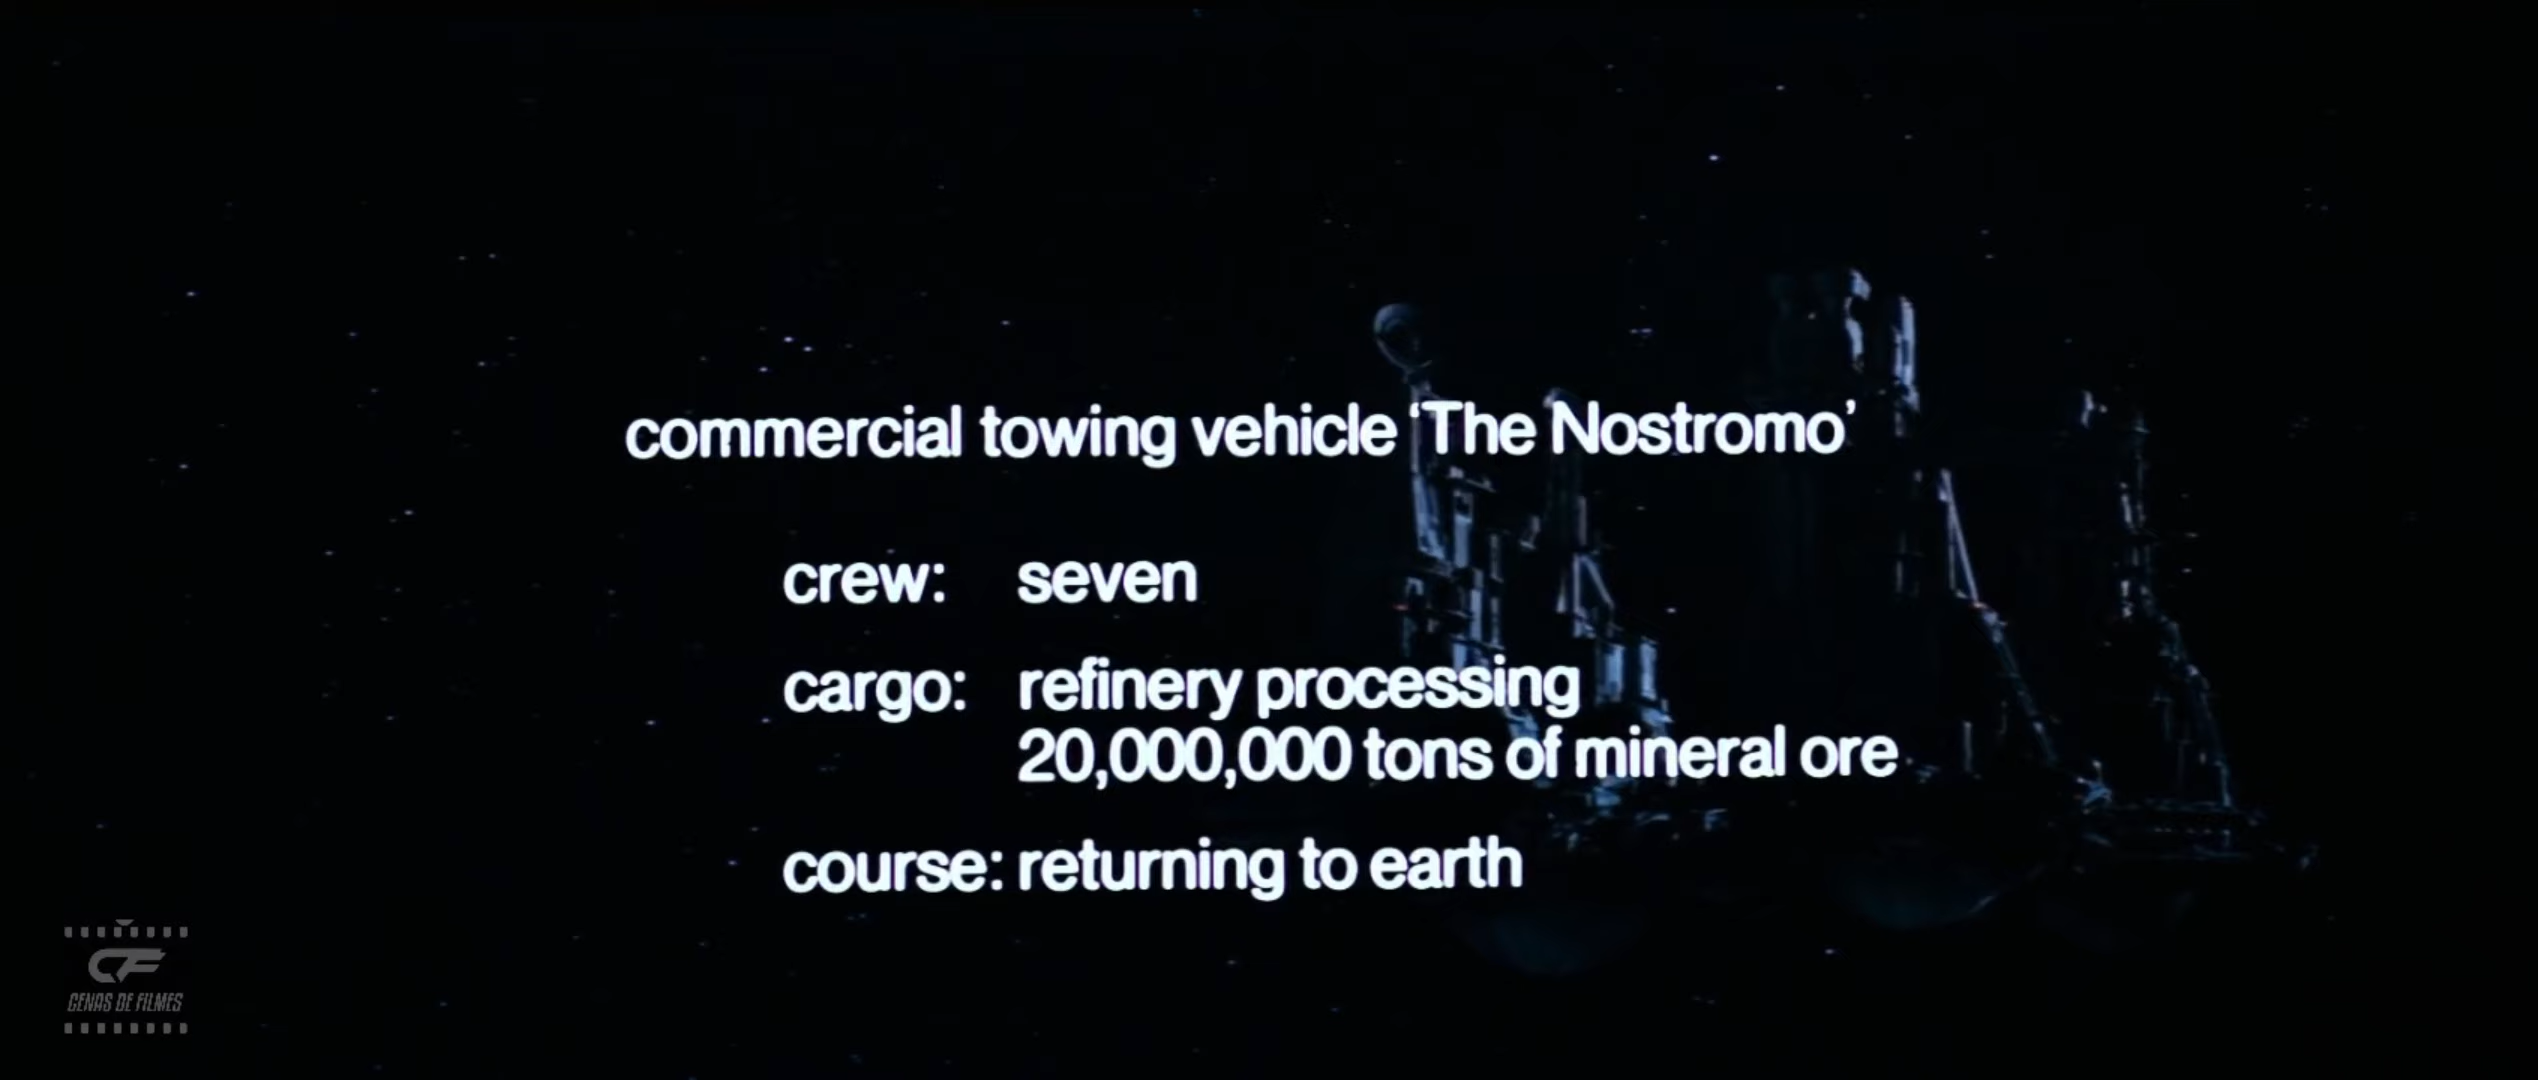 commercial towing vehicle ‘The Nostromo’
crew: seven
cargo: refinery processing
20,000,000 tons of mineral ore
course: returning to earth
CF
CENAS DE FILMES